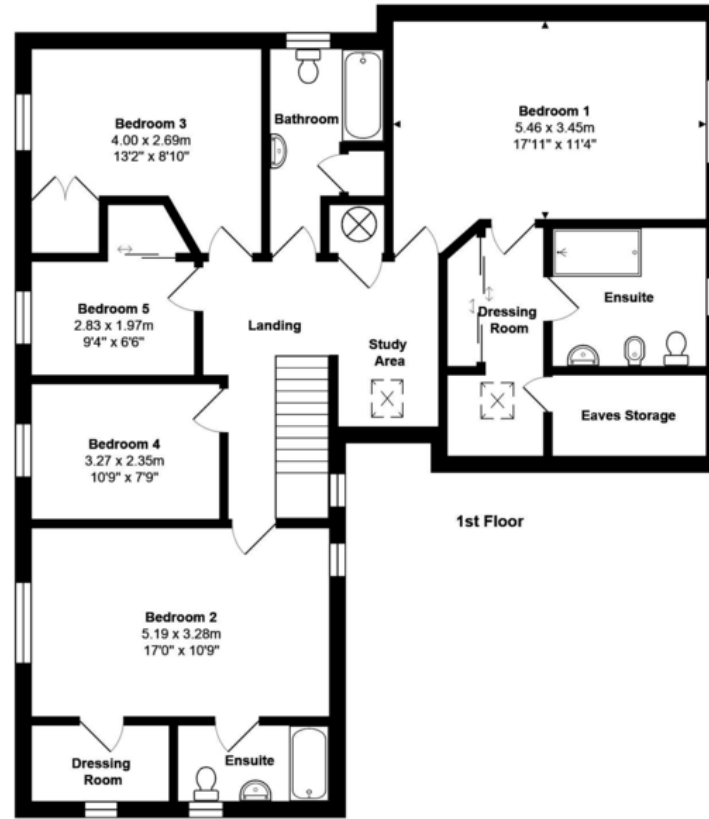 Bedroom 3
4.00 x 2.69m
13'2" x 8'10"
Bathroom
Bedroom 1
5.46 x 3.45m
17'11" x 11'4"
Bedroom 5
2.83 x 1.97m
9'4" x 6'6"
Landing
Study
Area
Dressing
Room
Ensuite
Eaves Storage
Bedroom 4
3.27 x 2.35m
10'9" x 7'9"
1st Floor
Bedroom 2
5.19 x 3.28m
17'0" x 10'9"
Dressing
Room
Ensuite